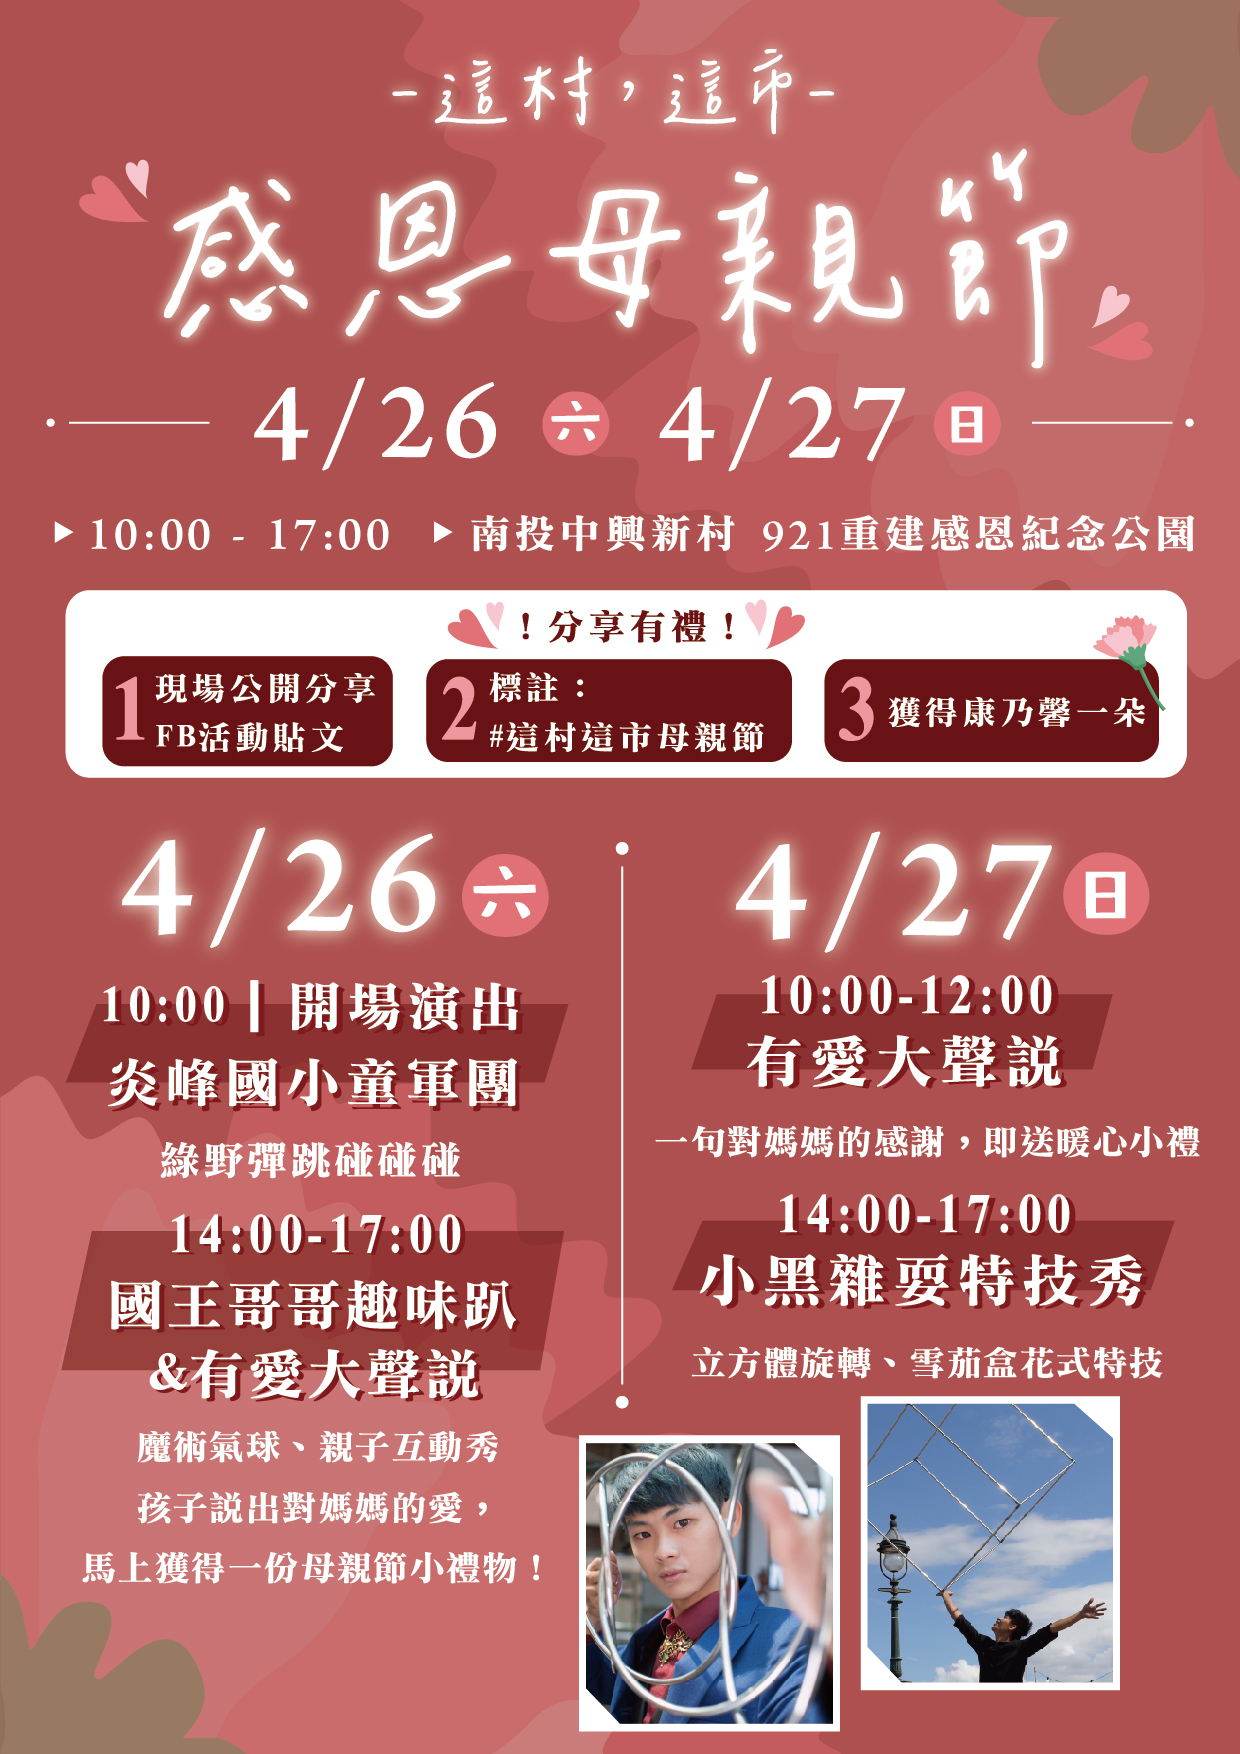 -這村，這市-
感恩母親節
4/26 六 4/27 日
▶10:00 - 17:00 ▶南投中興新村 921重建感恩紀念公園
！分享有禮！
1 現場公開分享
FB活動貼文
2 標註：
#這村這市母親節
3 獲得康乃馨一朵
4/26 六
10:00┃開場演出
炎峰國小童軍團
綠野彈跳碰碰碰
14:00-17:00
國王哥哥趣味趴
&有愛大聲説
魔術氣球、親子互動秀
孩子説出對媽媽的愛，
馬上獲得一份母親節小禮物！
4/27 日
10:00-12:00
有愛大聲説
一句對媽媽的感謝，即送暖心小禮
14:00-17:00
小黑雜耍特技秀
立方體旋轉、雪茄盒花式特技